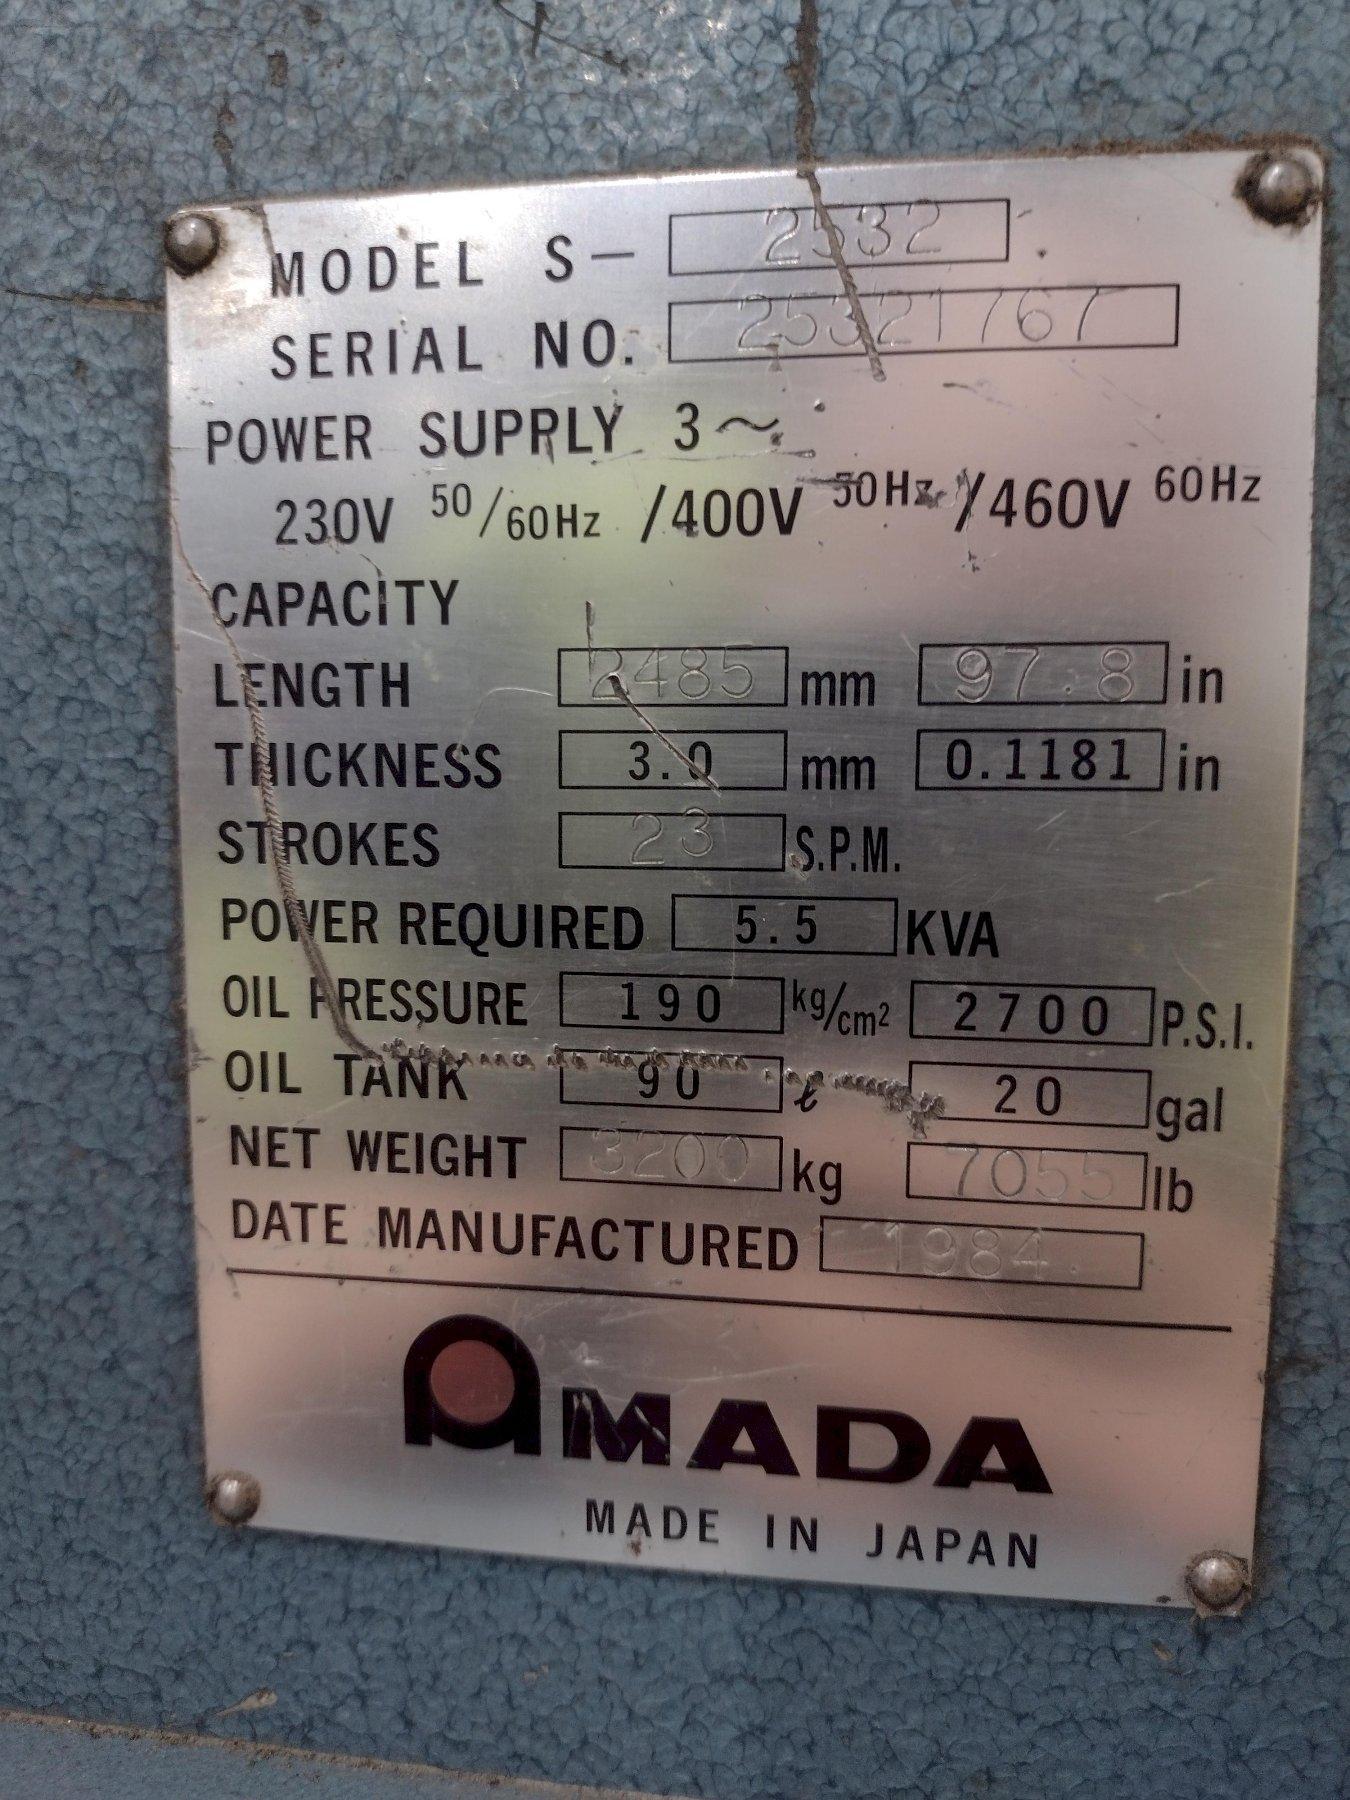 MODEL S- 2532
SERIAL NO. 25321767
POWER SUPPLY 3~
230V 50/60Hz /400V 50Hz /460V 60Hz
CAPACITY
LENGTH 2485 mm 97.8 in
THICKNESS 3.0 mm 0.1181 in
STROKES 23 S.P.M.
POWER REQUIRED 5.5 KVA
OIL PRESSURE 190 kg/cm² 2700 P.S.I.
OIL TANK 90 ℓ 20 gal
NET WEIGHT 3200 kg 7055 lb
DATE MANUFACTURED 1984.
AMADA
MADE IN JAPAN